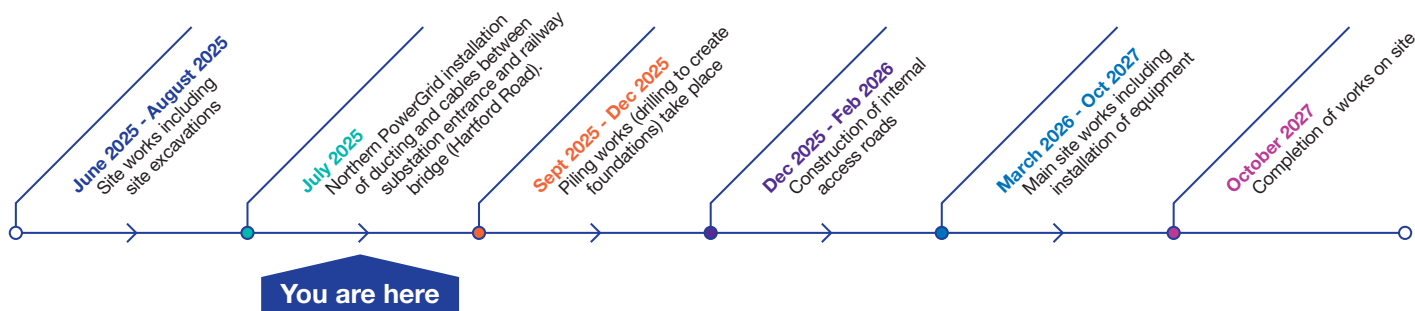 June 2025 - August 2025
Site works including
site excavations
July 2025
Northern PowerGrid installation
of ducting and cables between
substation entrance and railway
bridge (Hartford Road).
Sept 2025 - Dec 2025
Piling works (drilling to create
foundations) take place
Dec 2025 - Feb 2026
Construction of internal
access roads
March 2026 - Oct 2027
Main site works including
installation of equipment
October 2027
Completion of works on site
You are here